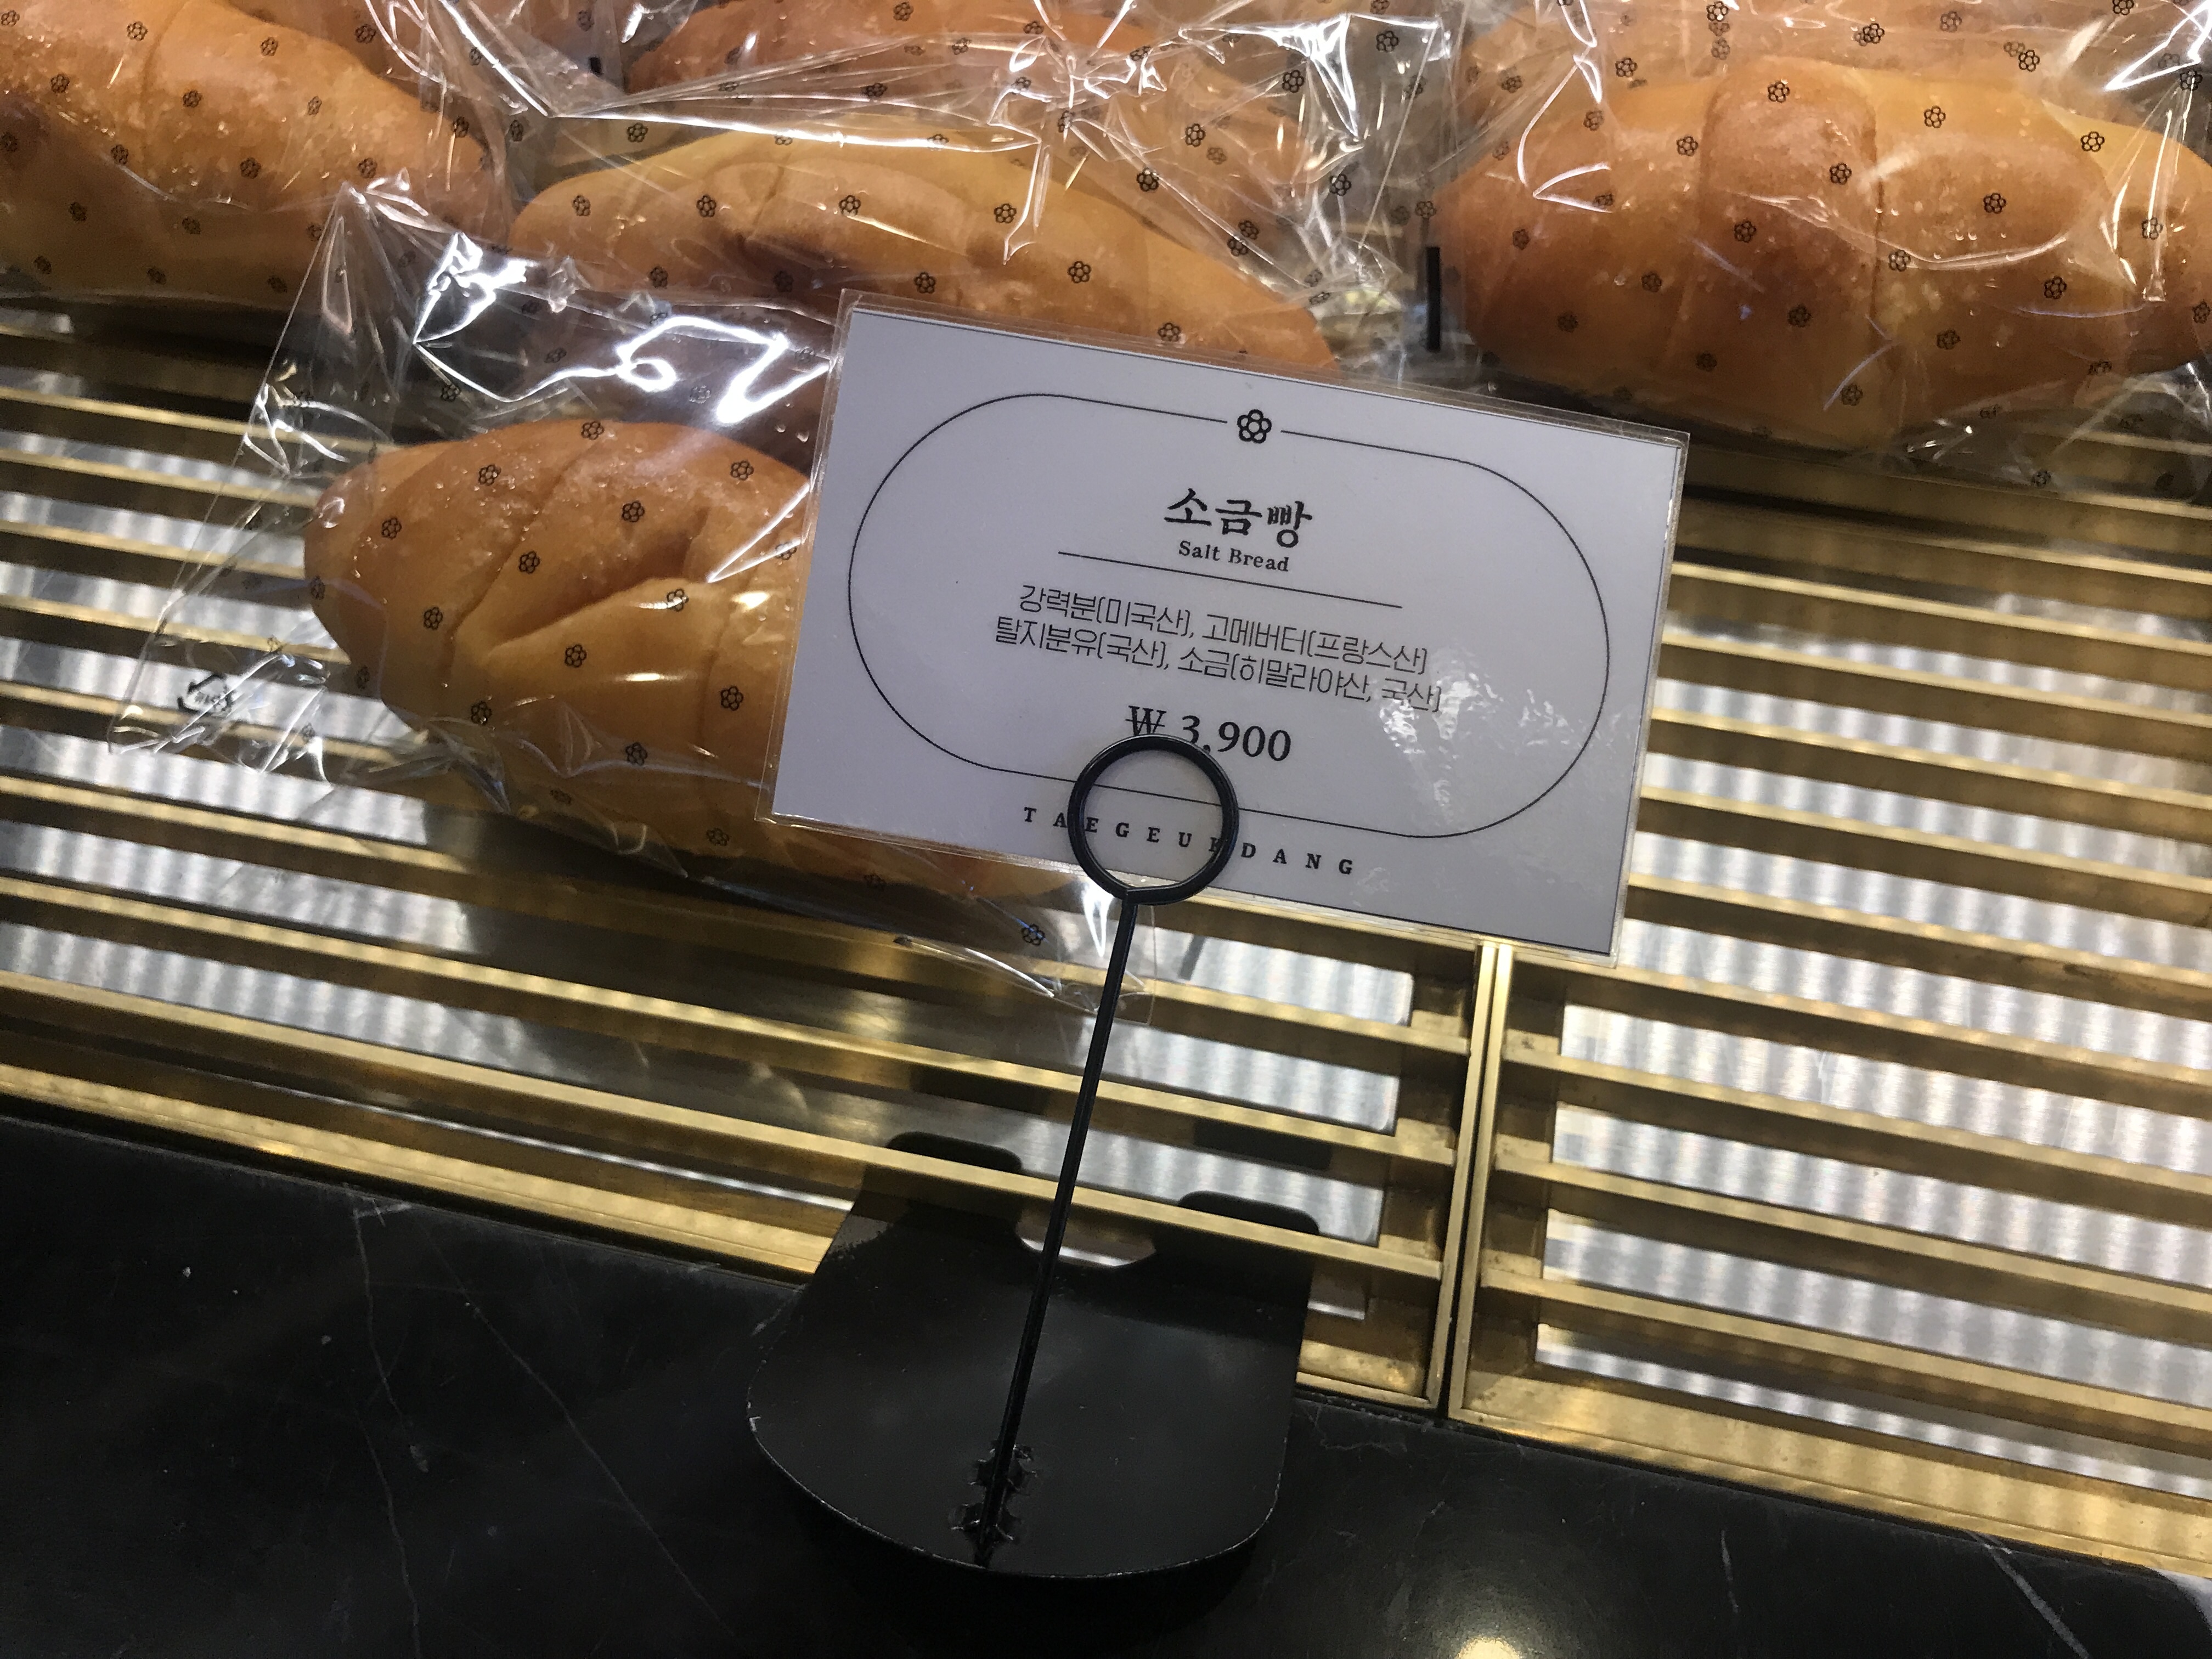 소금빵
Salt Bread
강력분(미국산), 고메버터(프랑스산)
탈지분유(국산), 소금(히말라야산, 국산)
₩ 3,900
TAEGEUKDANG